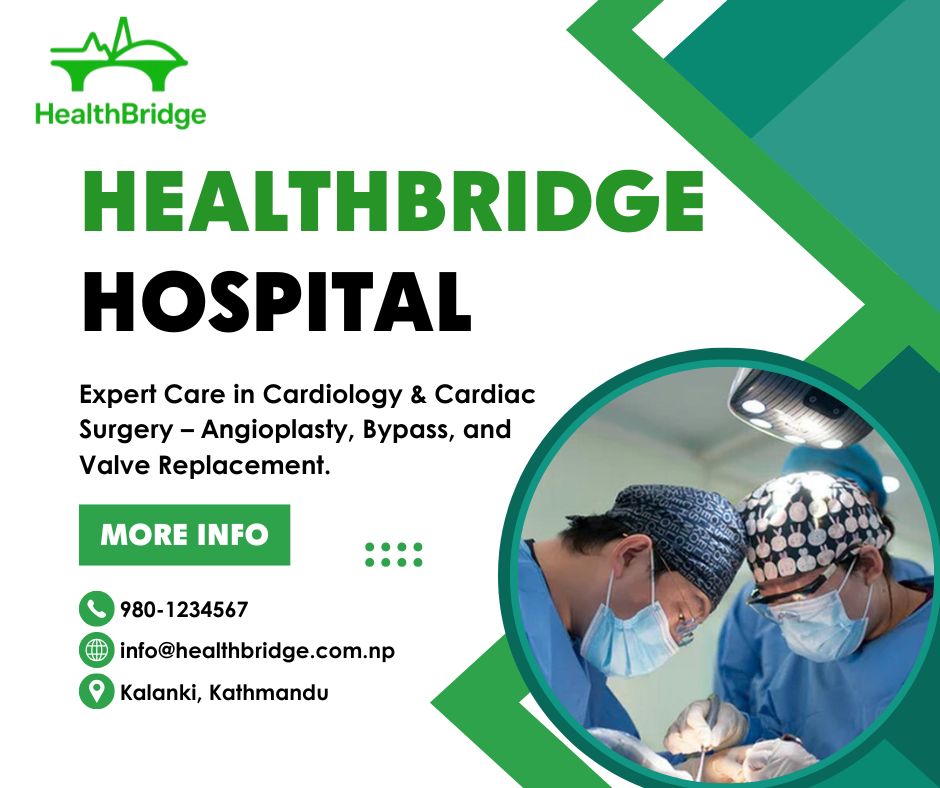 HealthBridge
HEALTHBRIDGE
HOSPITAL
Expert Care in Cardiology & Cardiac
Surgery – Angioplasty, Bypass, and
Valve Replacement.
MORE INFO
980-1234567
info@healthbridge.com.np
Kalanki, Kathmandu